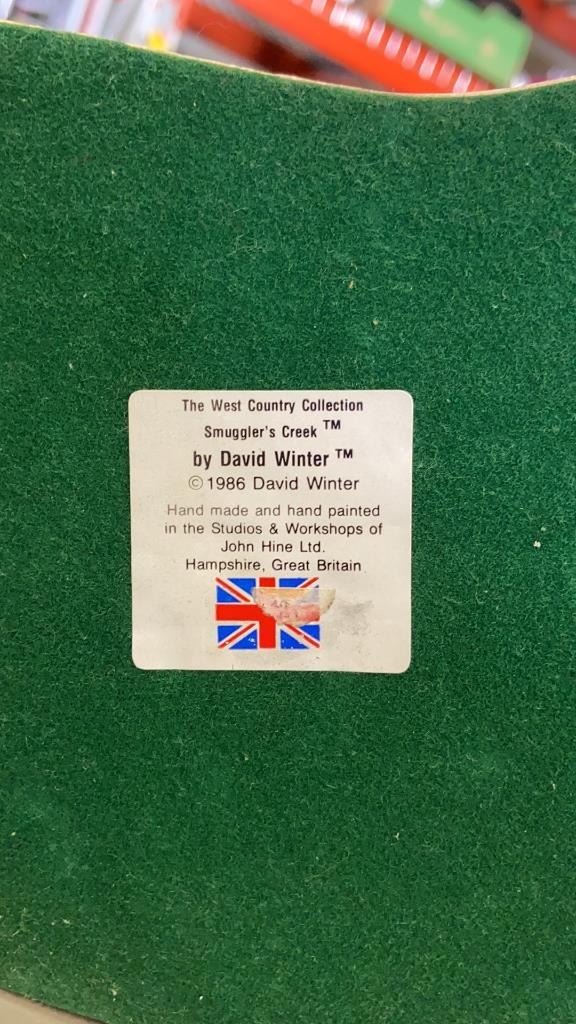 The West Country Collection
Smuggler's Creek ™
by David Winter ™
© 1986 David Winter
Hand made and hand painted
in the Studios & Workshops of
John Hine Ltd.
Hampshire, Great Britain